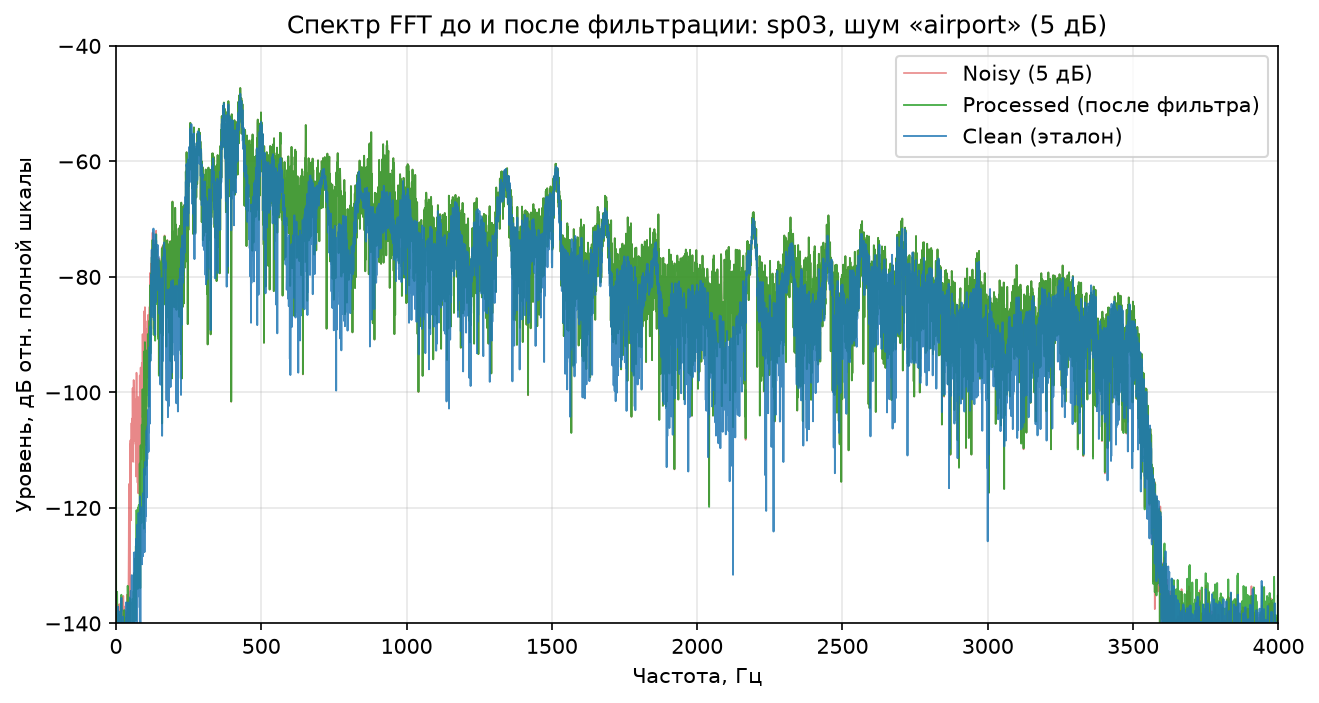 Спектр FFT до и после фильтрации: sp03, шум «airport» (5 дБ)
Noisy (5 дБ)
Processed (после фильтра)
Clean (эталон)
Уровень, дБ отн. полной шкалы
−40
−60
−80
−100
−120
−140
0 500 1000 1500 2000 2500 3000 3500 4000
Частота, Гц